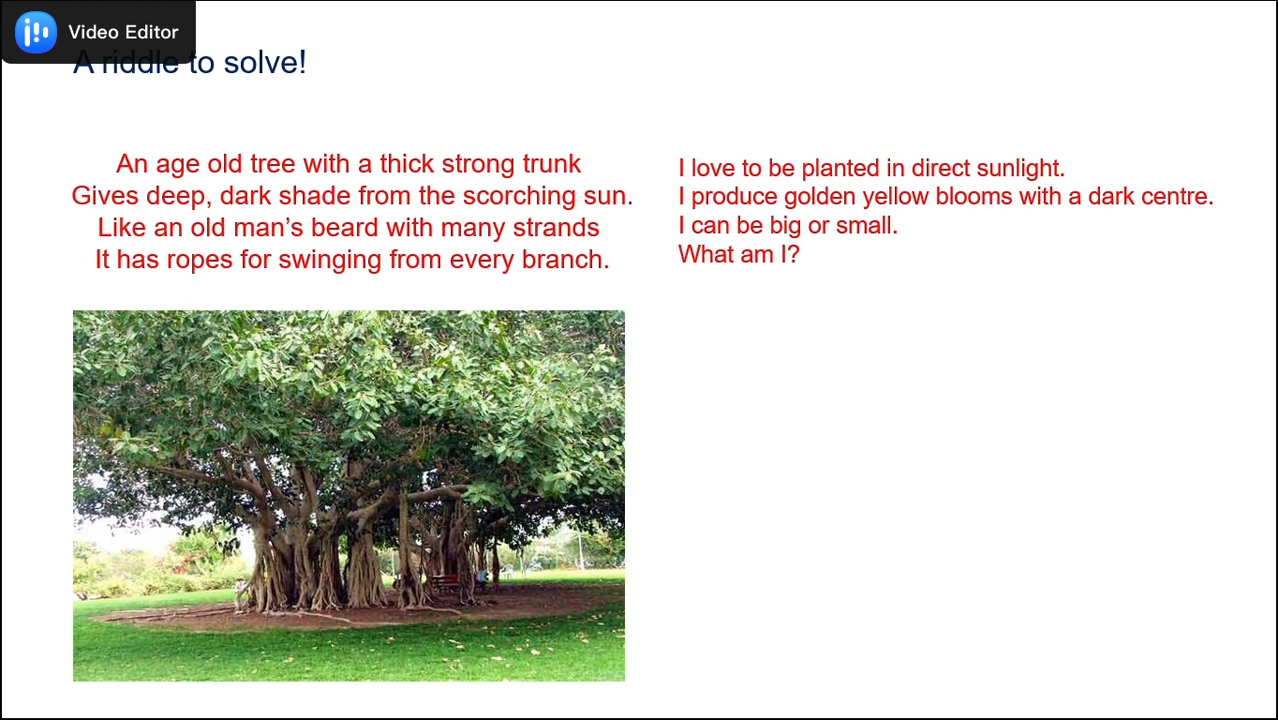 Video Editor
A riddle to solve!
An age old tree with a thick strong trunk
Gives deep, dark shade from the scorching sun.
Like an old man’s beard with many strands
It has ropes for swinging from every branch.
I love to be planted in direct sunlight.
I produce golden yellow blooms with a dark centre.
I can be big or small.
What am I?